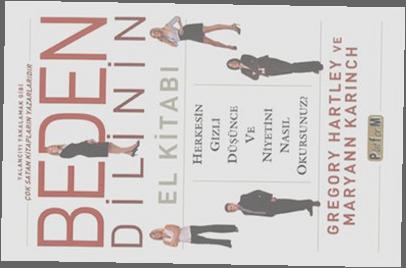 YALANCIYI YAKALAMAK GİBİ
ÇOK SATAN KİTAPLARIN YAZARLARIDIR
BEDEN
DİLİNİN
EL KİTABI
HERKESİN
GİZLİ
DÜŞÜNCE
VE
NİYETİNİ
NASIL
OKURSUNUZ?
GREGORY HARTLEY VE
MARYANN KARINCH
PlatforM